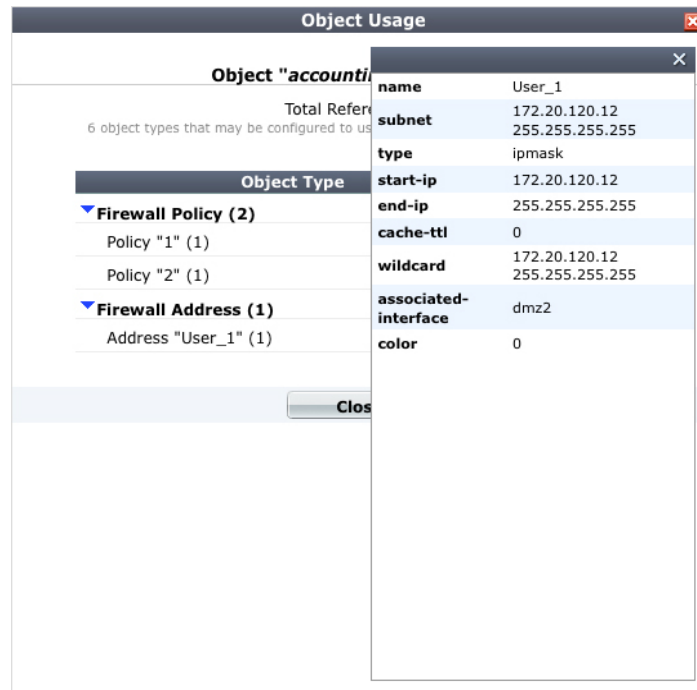 Object Usage
Object "accounti
Total Refere
6 object types that may be configured to us
Object Type
Firewall Policy (2)
Policy "1" (1)
Policy "2" (1)
Firewall Address (1)
Address "User_1" (1)
Clos
name User_1
subnet 172.20.120.12
255.255.255.255
type ipmask
start-ip 172.20.120.12
end-ip 255.255.255.255
cache-ttl 0
wildcard 172.20.120.12
255.255.255.255
associated-
interface dmz2
color 0